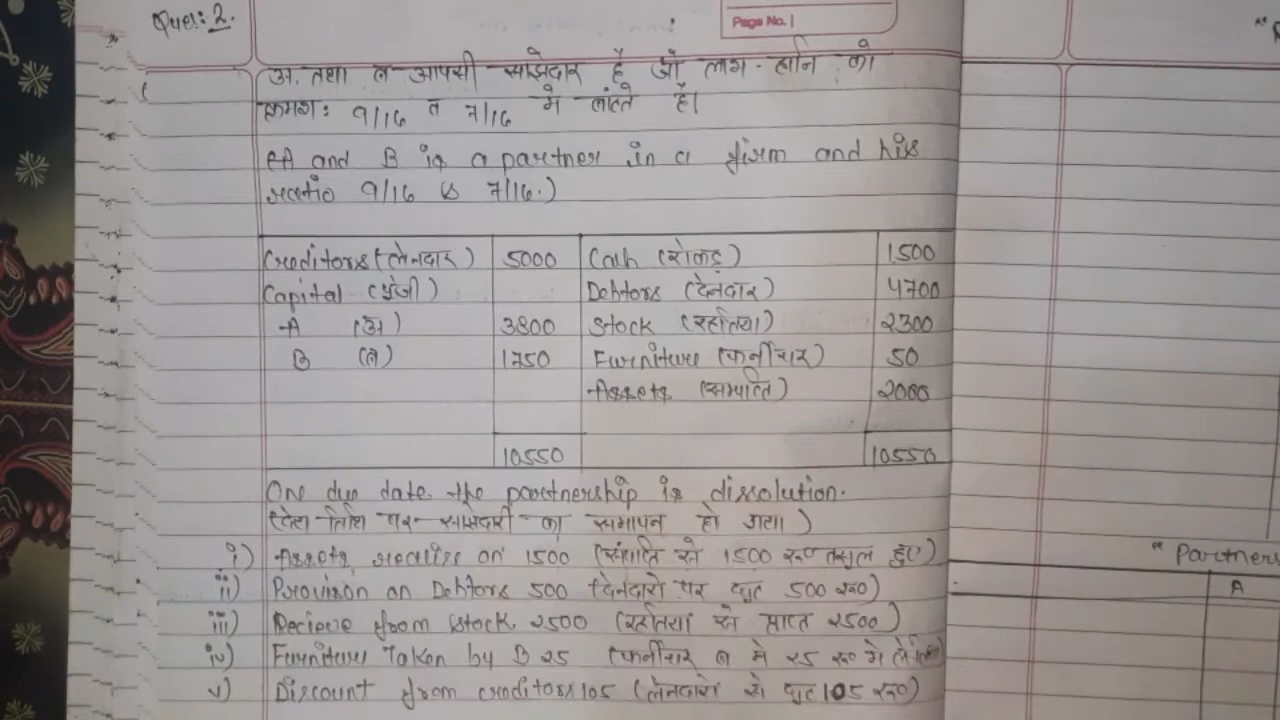 Ques: 2.
Page No. 1
अ. तथा ब आपसी साझेदार है जो लाभ-हानि को
क्रमशः 9/16 व 7/16 मे बांटते है।
(A and B is a partner in a firm and his
reatio 9/16 & 7/16.)
Creditors (लेनदार) 5000 Cash (रोकड़) 1500
Capital (पूंजी) Debtors (देनदार) 4700
A (अ) 3800 Stock (रहतिया) 2300
B (ब) 1750 Furniture (फर्नीचर) 50
Assets (सम्पत्ति) 2000
10550 10550
One due date the partnership is dissolution.
(देय तिथि पर साझेदारी का समापन हो गया)
i) Assets realise on 1500 (संपत्ति से 1500 रू० वसूल हुए)
ii) Provison on Debtors 500 (देनदारो पर छूट 500 रू०)
iii) Recieve from stock 2500 (रहतिया से प्राप्त 2500)
iv) Furniture Taken by B 25 (फर्नीचर ब ने 25 रू० मे
v) Discount from creditors 105 (लेनदारो से छूट 105 रू०)
" Partners
A